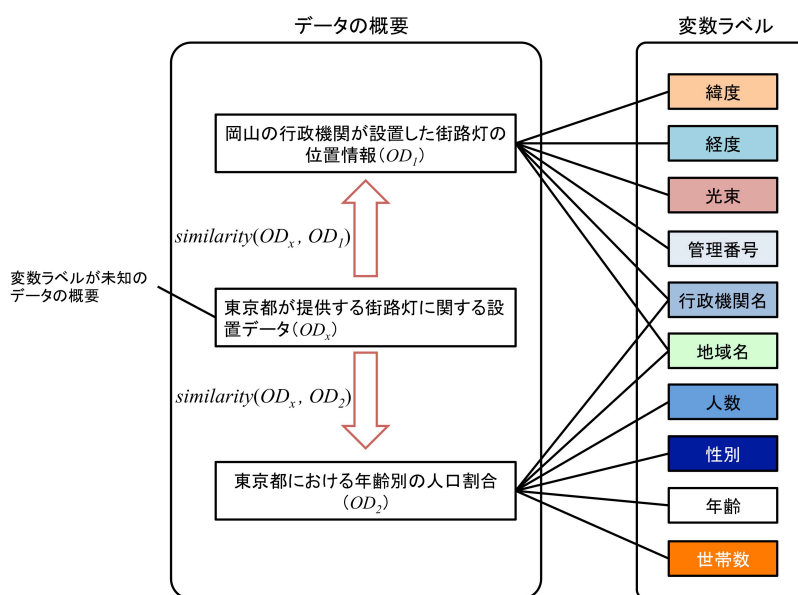 データの概要
変数ラベル
岡山の行政機関が設置した街路灯の
位置情報(OD1)
similarity(ODx , OD1)
変数ラベルが未知の
データの概要
東京都が提供する街路灯に関する設
置データ(ODx)
similarity(ODx , OD2)
東京都における年齢別の人口割合
(OD2)
緯度
経度
光束
管理番号
行政機関名
地域名
人数
性別
年齢
世帯数